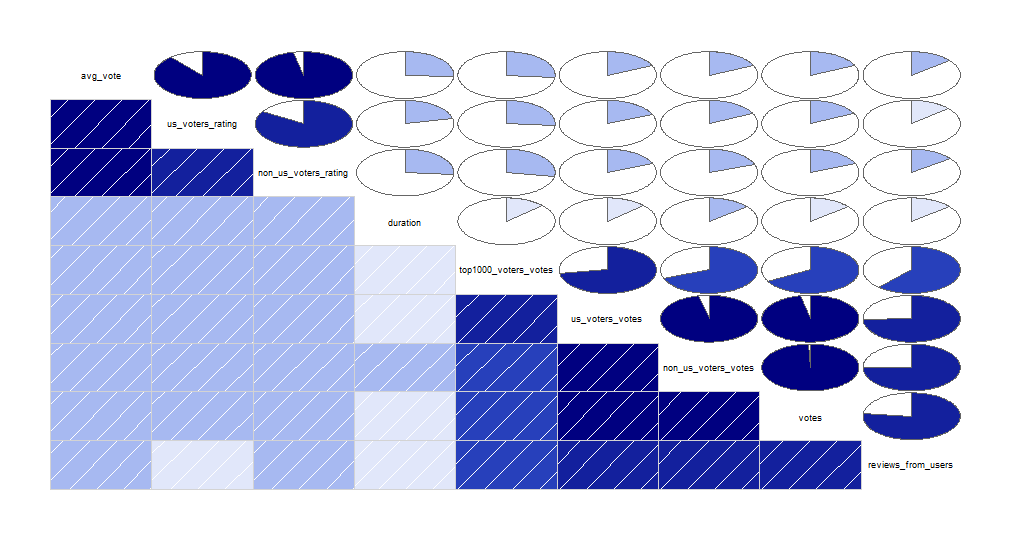 avg_vote
us_voters_rating
non_us_voters_rating
duration
top1000_voters_votes
us_voters_votes
non_us_voters_votes
votes
reviews_from_users